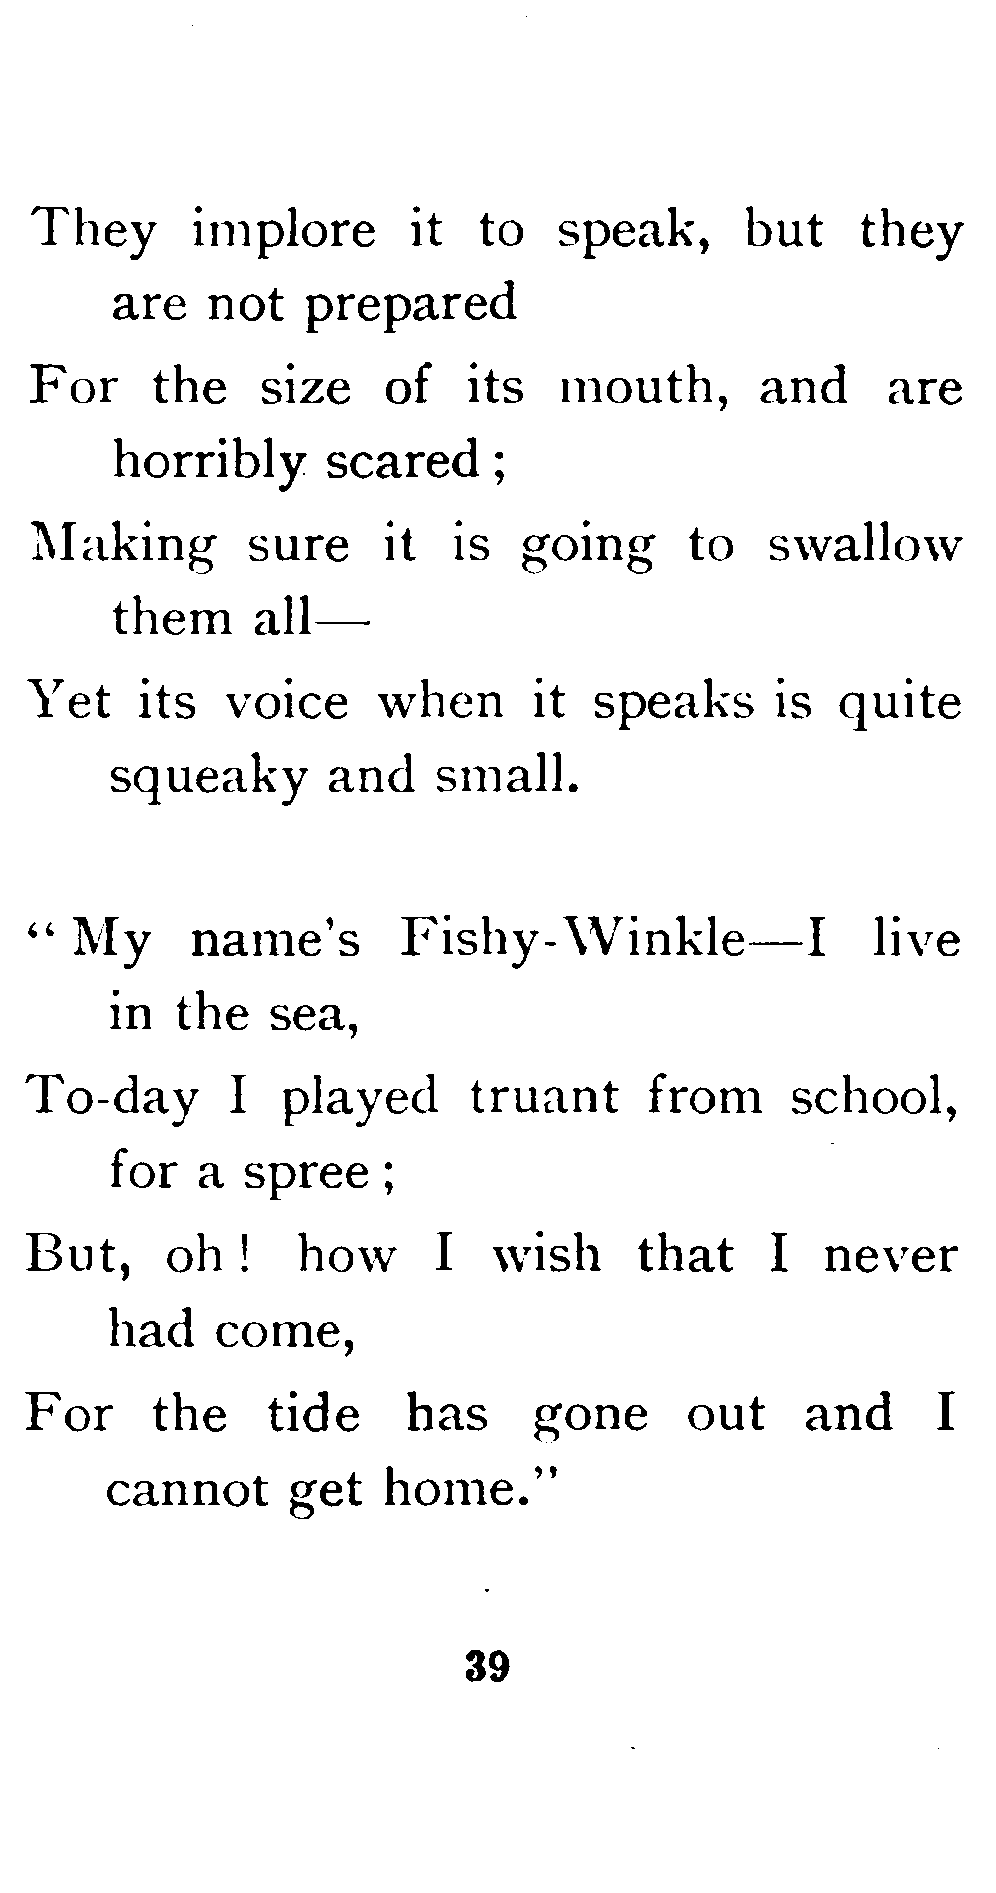 They implore it to speak, but they
are not prepared
For the size of its mouth, and are
horribly scared ;
Making sure it is going to swallow
them all—
Yet its voice when it speaks is quite
squeaky and small.
“ My name’s Fishy-Winkle—I live
in the sea,
To-day I played truant from school,
for a spree ;
But, oh ! how I wish that I never
had come,
For the tide has gone out and I
cannot get home.”
39